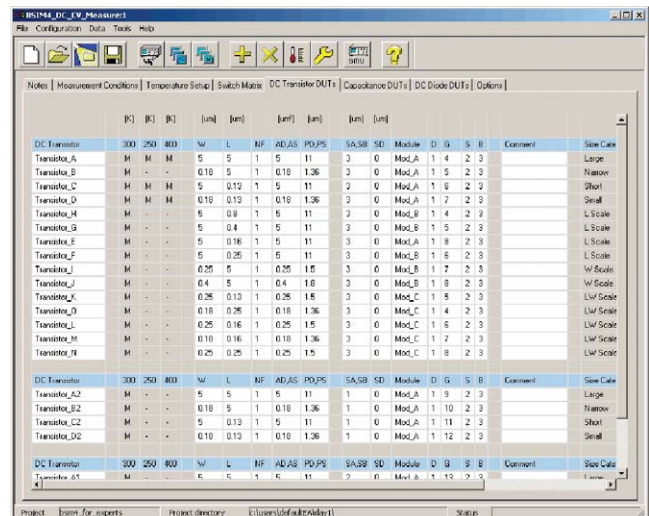 BSIM4_DC_CV_Measure:1
File Configuration Data Tools Help
SMU
Notes Measurement Conditions Temperature Setup Switch Matrix DC Transistor DUTs Capacitance DUTs DC Diode DUTs Options
[K] [K] [K] [um] [um] [um²] [um] [um] [um]
DC Transistor 300 250 400 W L NF AD,AS PD,PS SA,SB SD Module D G S B Comment Size Cate
Transistor_A M M M 5 5 1 5 11 3 0 Mod_A 1 4 2 3 Large
Transistor_B M - - 0.18 5 1 0.18 1.36 3 0 Mod_A 1 5 2 3 Narrow
Transistor_C M M M 5 0.13 1 5 11 3 0 Mod_A 1 6 2 3 Short
Transistor_D M M M 0.18 0.13 1 0.18 1.36 3 0 Mod_A 1 7 2 3 Small
Transistor_H M - - 5 0.8 1 5 11 3 0 Mod_B 1 4 2 3 L Scale
Transistor_G M - - 5 0.4 1 5 11 3 0 Mod_B 1 5 2 3 L Scale
Transistor_E M - - 5 0.16 1 5 11 3 0 Mod_A 1 8 2 3 L Scale
Transistor_F M - - 5 0.25 1 5 11 3 0 Mod_B 1 6 2 3 L Scale
Transistor_I M - - 0.25 5 1 0.25 1.5 3 0 Mod_B 1 7 2 3 W Scale
Transistor_J M - - 0.4 5 1 0.4 1.8 3 0 Mod_B 1 8 2 3 W Scale
Transistor_K M - - 0.25 0.13 1 0.25 1.5 3 0 Mod_C 1 5 2 3 LW Scale
Transistor_O M - - 0.18 0.25 1 0.18 1.36 3 0 Mod_C 1 4 2 3 LW Scale
Transistor_L M - - 0.25 0.16 1 0.25 1.5 3 0 Mod_C 1 6 2 3 LW Scale
Transistor_M M - - 0.18 0.16 1 0.18 1.36 3 0 Mod_C 1 7 2 3 LW Scale
Transistor_N M - - 0.25 0.25 1 0.25 1.5 3 0 Mod_C 1 8 2 3 LW Scale
DC Transistor 300 250 400 W L NF AD,AS PD,PS SA,SB SD Module D G S B Comment Size Cate
Transistor_A2 M - - 5 5 1 5 11 1 0 Mod_A 1 9 2 3 Large
Transistor_B2 M - - 0.18 5 1 0.18 1.36 1 0 Mod_A 1 10 2 3 Narrow
Transistor_C2 M - - 5 0.13 1 5 11 1 0 Mod_A 1 11 2 3 Short
Transistor_D2 M - - 0.18 0.13 1 0.18 1.36 1 0 Mod_A 1 12 2 3 Small
DC Transistor 300 250 400 W L NF AD,AS PD,PS SA,SB SD Module D G S B Comment Size Cate
Transistor_A1 M - - 5 5 1 5 11 2 0 Mod_A 1 13 2 3 Large
Project bsim4_for_experts Project directory c:\users\default\EA\day1\ Status